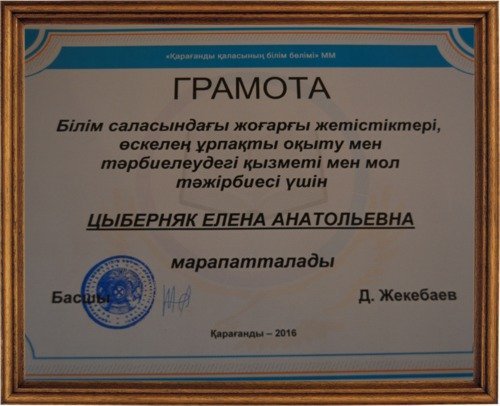 «Қарағанды қаласының білім бөлімі» ММ
ГРАМОТА
Білім саласындағы жоғарғы жетістіктері,
өскелең ұрпақты оқыту мен
тәрбиелеудегі қызметі мен мол
тәжірбиесі үшін
ЦЫБЕРНЯК ЕЛЕНА АНАТОЛЬЕВНА
марапатталады
Басшы Д. Жекебаев
Қарағанды – 2016